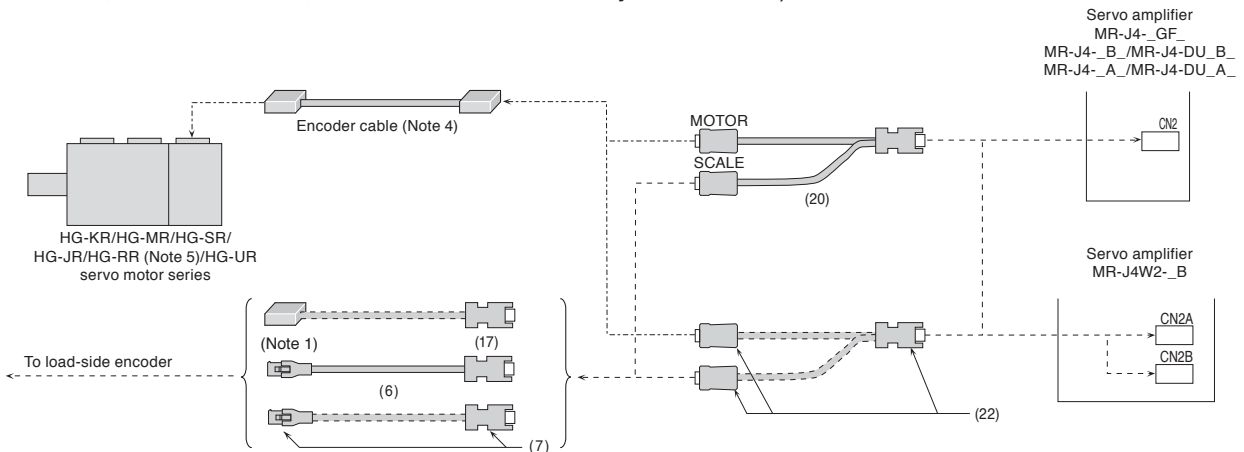 Servo amplifier
MR-J4-_GF_
MR-J4-_B_/MR-J4-DU_B_
MR-J4-_A_/MR-J4-DU_A_
CN2
Encoder cable (Note 4)
MOTOR
SCALE
(20)
HG-KR/HG-MR/HG-SR/
HG-JR/HG-RR (Note 5)/HG-UR
servo motor series
Servo amplifier
MR-J4W2-_B
CN2A
CN2B
To load-side encoder
(Note 1)
(17)
(6)
(7)
(22)